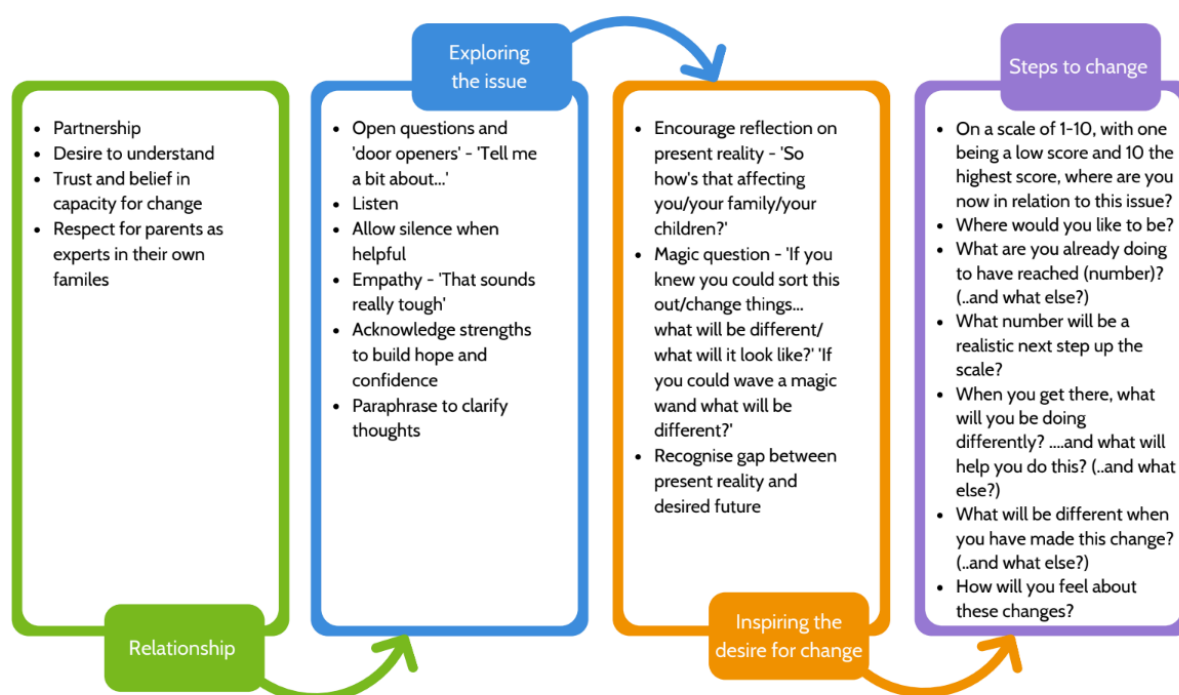 Relationship
• Partnership
• Desire to understand
• Trust and belief in
capacity for change
• Respect for parents as
experts in their own
familes
Exploring
the issue
• Open questions and
'door openers' - 'Tell me
a bit about...'
• Listen
• Allow silence when
helpful
• Empathy - 'That sounds
really tough'
• Acknowledge strengths
to build hope and
confidence
• Paraphrase to clarify
thoughts
Inspiring the
desire for change
• Encourage reflection on
present reality - 'So
how's that affecting
you/your family/your
children?'
• Magic question - 'If you
knew you could sort this
out/change things...
what will be different/
what will it look like?' 'If
you could wave a magic
wand what will be
different?'
• Recognise gap between
present reality and
desired future
Steps to change
• On a scale of 1-10, with one
being a low score and 10 the
highest score, where are you
now in relation to this issue?
• Where would you like to be?
• What are you already doing
to have reached (number)?
(..and what else?)
• What number will be a
realistic next step up the
scale?
• When you get there, what
will you be doing
differently? ....and what will
help you do this? (..and what
else?)
• What will be different when
you have made this change?
(..and what else?)
• How will you feel about
these changes?